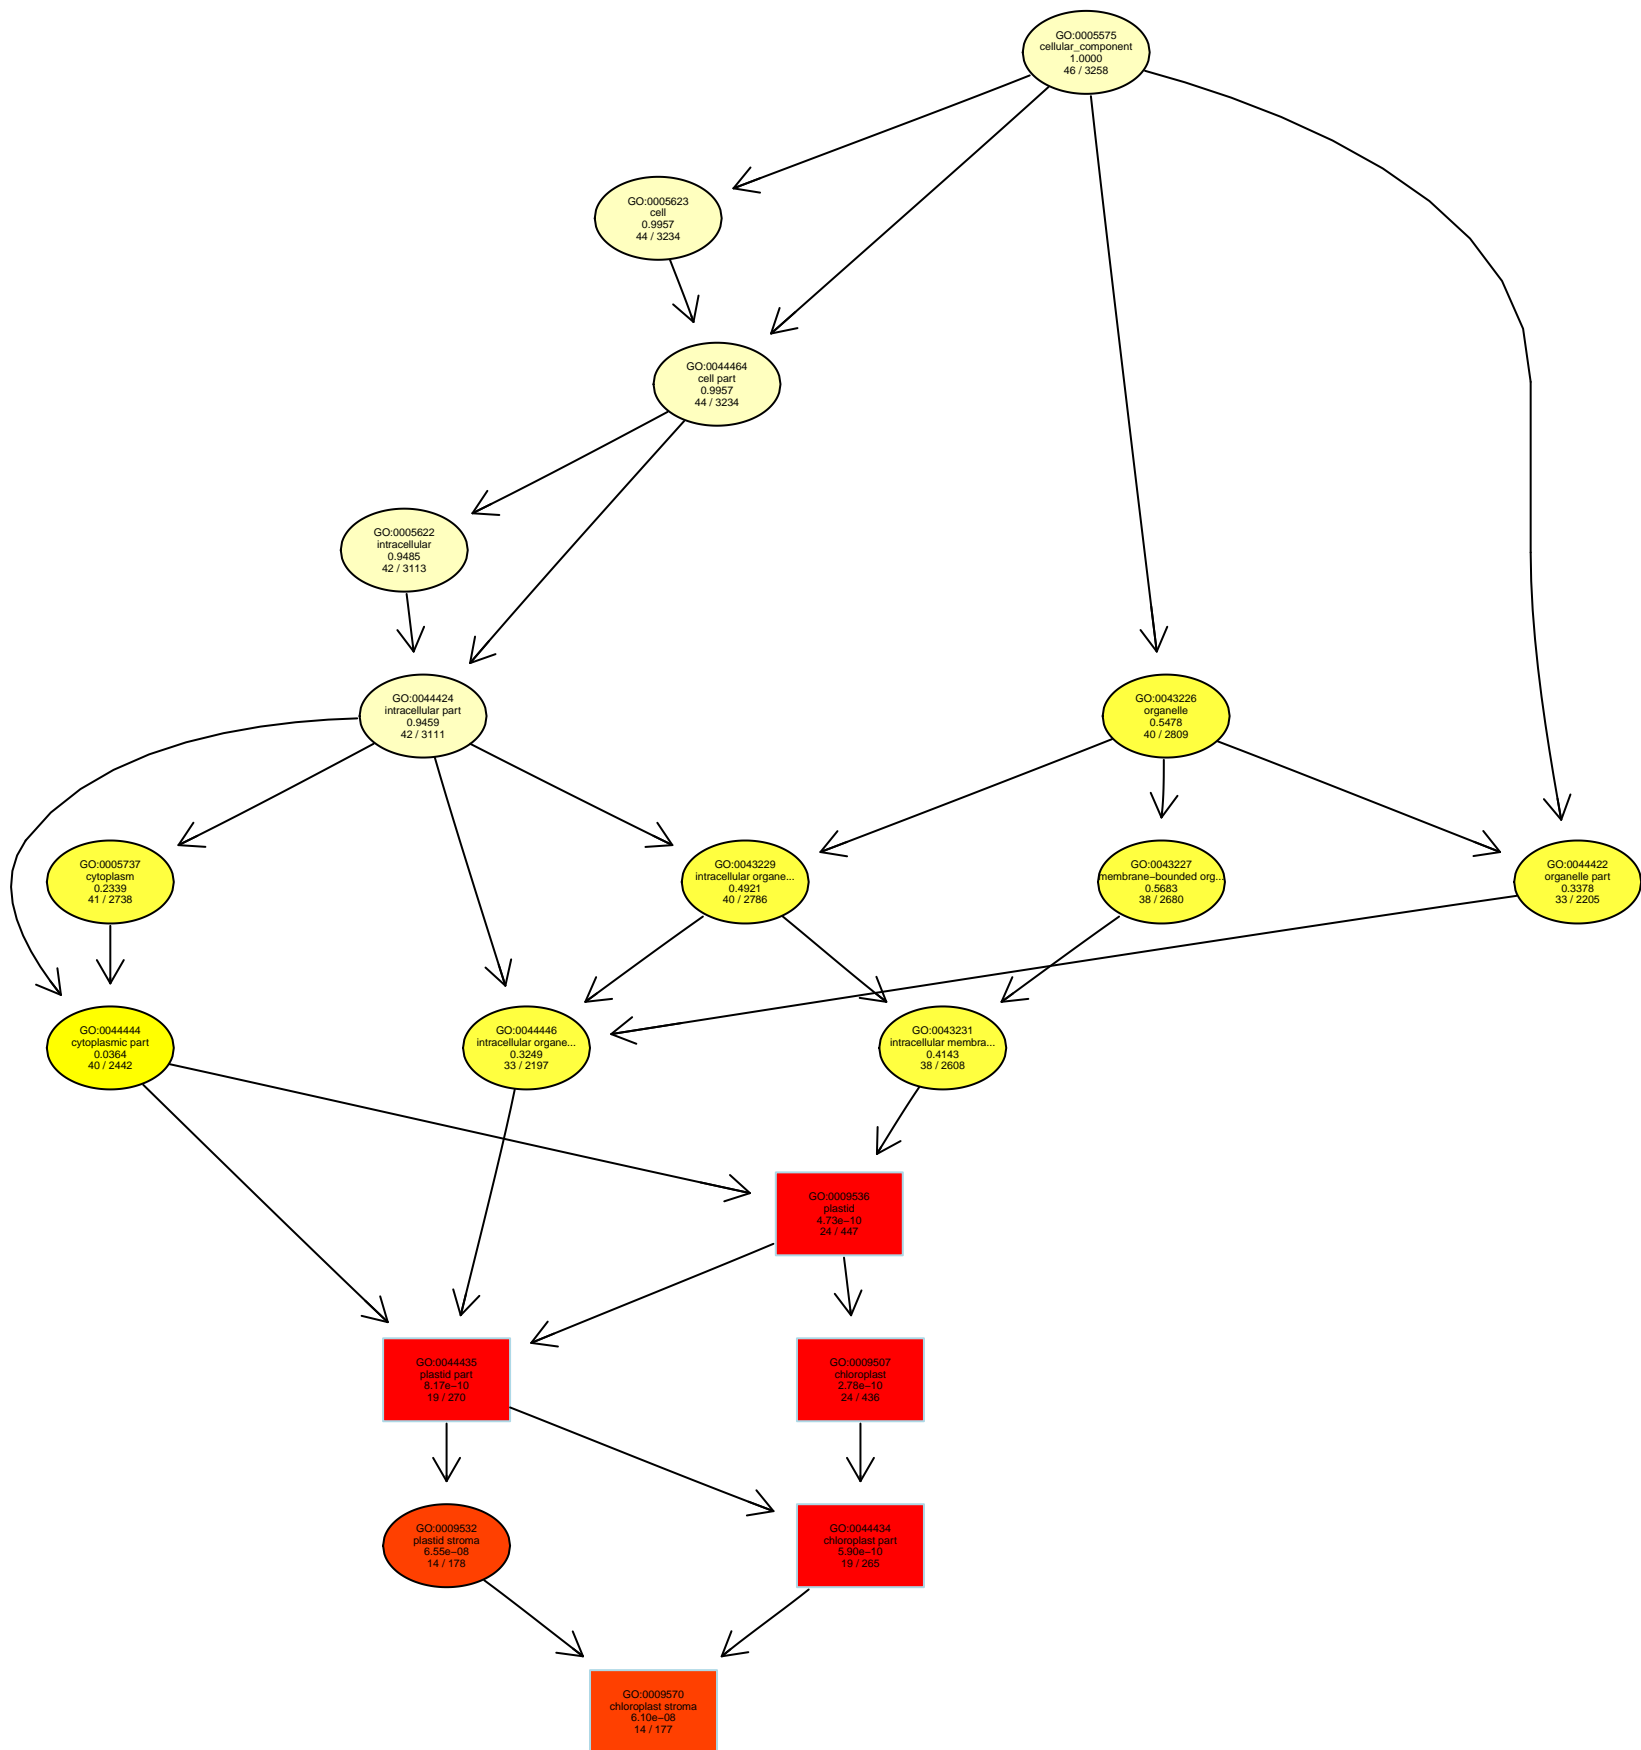 GO:0005575
cellular_component
1.0000
46 / 3258
GO:0005623
cell
0.9957
44 / 3234
GO:0044464
cell part
0.9957
44 / 3234
GO:0005622
intracellular
0.9485
42 / 3113
GO:0044424
intracellular part
0.9459
42 / 3111
GO:0043226
organelle
0.5478
40 / 2809
GO:0005737
cytoplasm
0.2339
41 / 2738
GO:0043229
intracellular organe...
0.4921
40 / 2786
GO:0043227
membrane−bounded org...
0.5683
38 / 2680
GO:0044422
organelle part
0.3378
33 / 2205
GO:0044444
cytoplasmic part
0.0364
40 / 2442
GO:0044446
intracellular organe...
0.3249
33 / 2197
GO:0043231
intracellular membra...
0.4143
38 / 2608
GO:0009536
plastid
4.73e−10
24 / 447
GO:0044435
plastid part
8.17e−10
19 / 270
GO:0009507
chloroplast
2.78e−10
24 / 436
GO:0009532
plastid stroma
6.55e−08
14 / 178
GO:0044434
chloroplast part
5.90e−10
19 / 265
GO:0009570
chloroplast stroma
6.10e−08
14 / 177